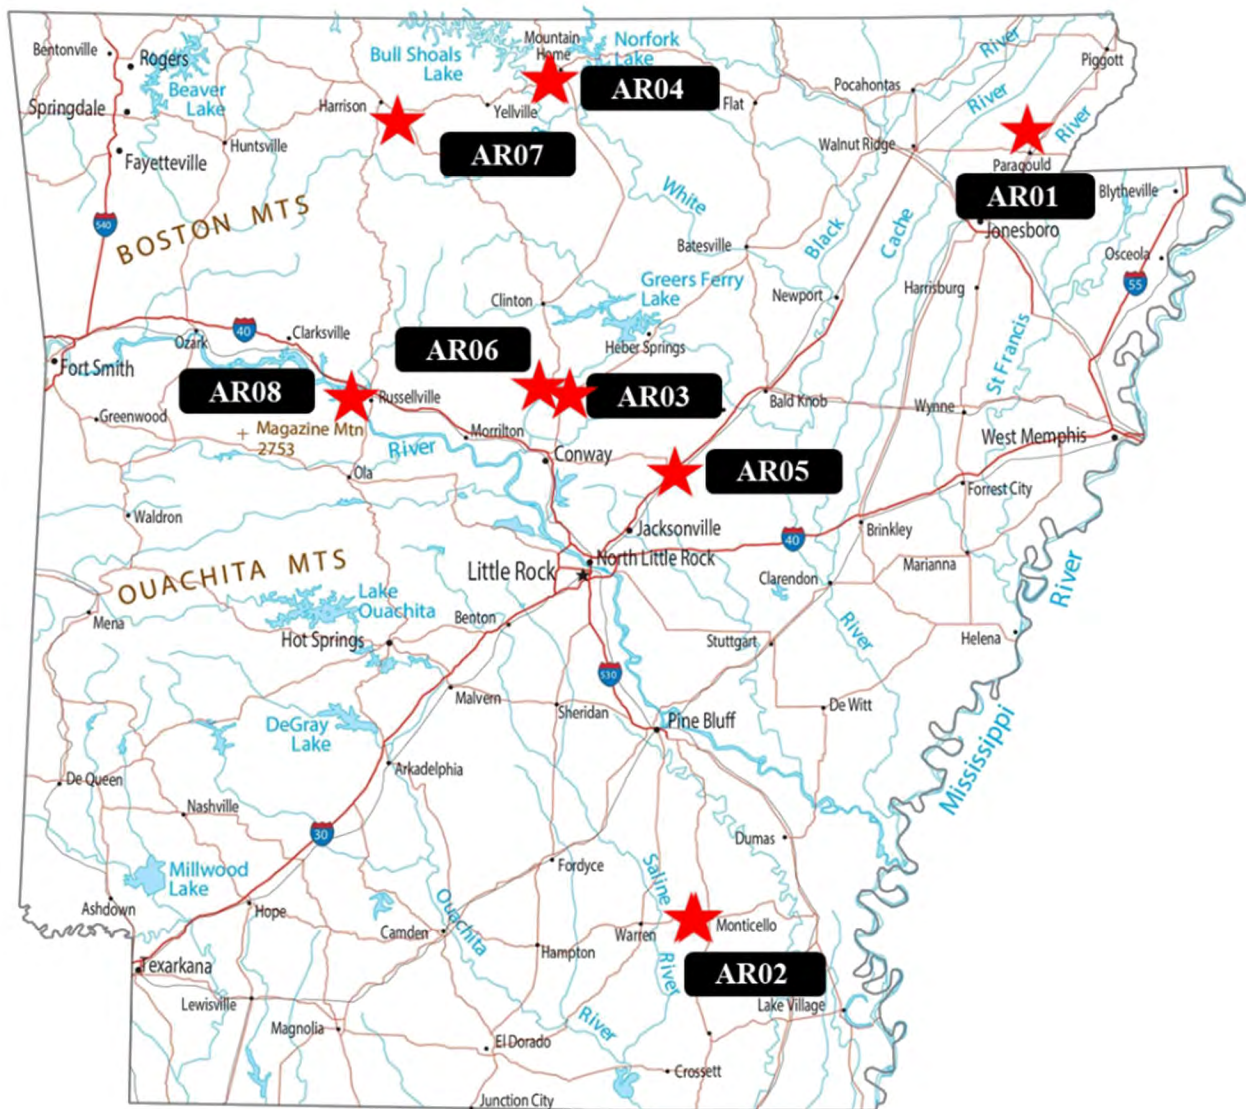 Mountain
Home
Norfork
Lake
River
Piggott
Bentonville
Rogers
Bull Shoals
Lake
Beaver
Lake
AR04
Pocahontas
River
Springdale
Harrison
Yellville
Flat
River
Huntsville
Fayetteville
AR07
Walnut Ridge
Paragould
AR01
Blytheville
White
540
BOSTON MTS
Jonesboro
Batesville
Black
Cache
Osceola
Greers Ferry
Lake
55
Clinton
Newport
Harrisburg
40
Clarksville
Ozark
Heber Springs
St Francis
Fort Smith
AR06
AR08
Russellville
AR03
Bald Knob
Wynne
Greenwood
Magazine Mtn
2753
Morrilton
River
West Memphis
Conway
AR05
Ola
Forrest City
Waldron
Jacksonville
40
Brinkley
North Little Rock
Little Rock
Marianna
OUACHITA MTS
Clarendon
River
Lake
Ouachita
Mena
Benton
Hot Springs
Stuttgart
River
Helena
530
Malvern
Sheridan
De Witt
Pine Bluff
DeGray
Lake
Mississippi
De Queen
Arkadelphia
Nashville
30
Dumas
Millwood
Lake
Fordyce
Saline
Ashdown
Hope
Ouachita
Camden
Warren
Monticello
Hampton
River
Texarkana
AR02
Lewisville
Lake Village
Magnolia
River
El Dorado
Crossett
Junction City